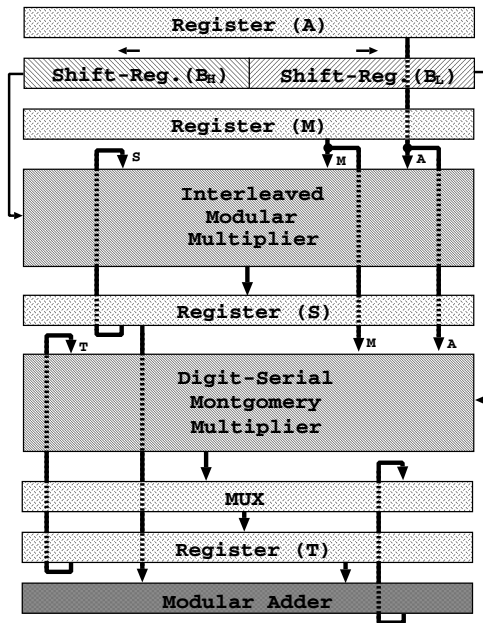 Register (A)
Shift-Reg.(BH) Shift-Reg.(BL)
Register (M)
S M A
Interleaved
Modular
Multiplier
Register (S)
T M A
Digit-Serial
Montgomery
Multiplier
MUX
Register (T)
Modular Adder